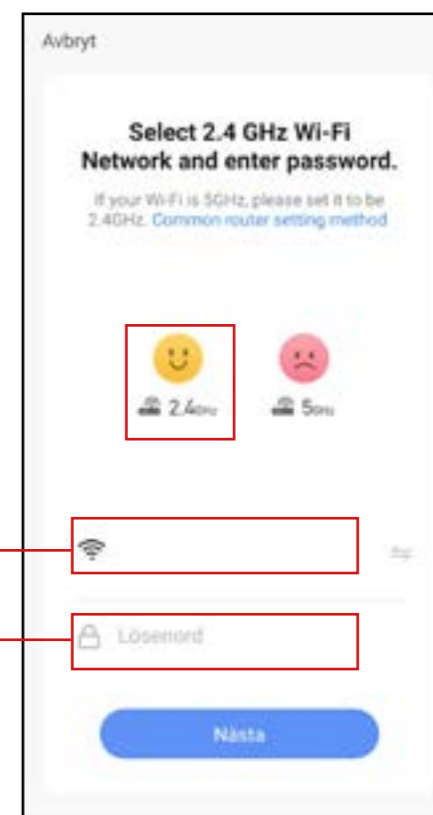 Avbryt
Select 2.4 GHz Wi-Fi
Network and enter password.
If your Wi-Fi is 5GHz, please set it to be
2.4GHz. Common router setting method
2.4GHz
5GHz
Lösenord
Nästa